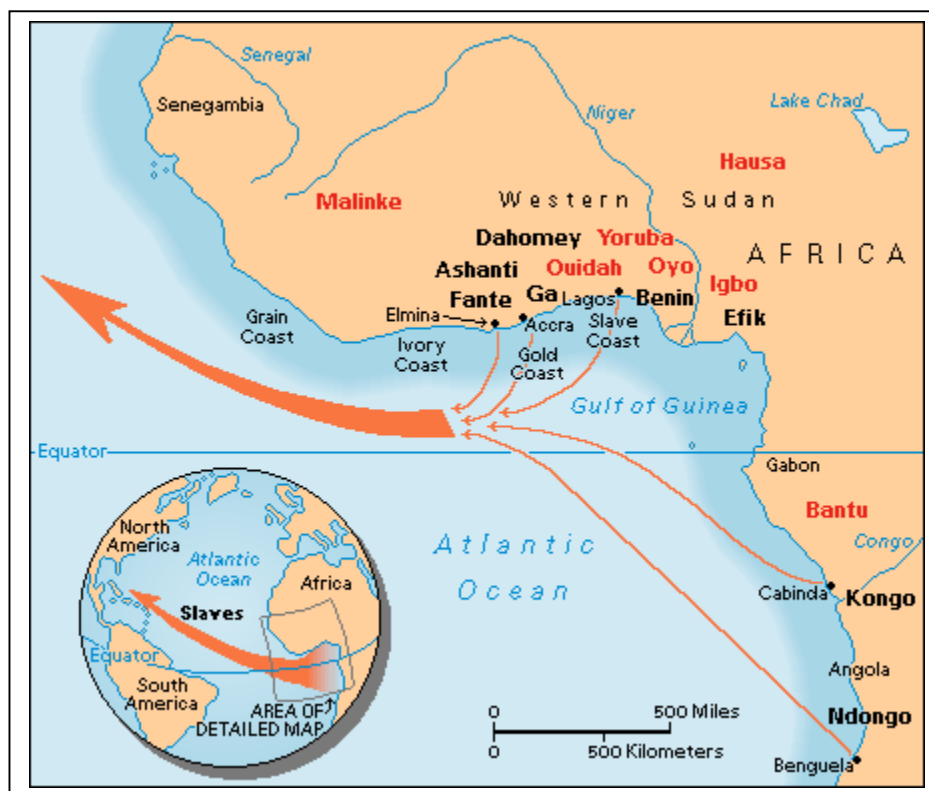 Senegal
Senegambia
Lake Chad
Niger
Hausa
Malinke
Western Sudan
Dahomey
Yoruba
AFRICA
Ashanti
Ouidah
Oyo
Igbo
Fante
Ga
Lagos
Benin
Efik
Elmina
Accra
Slave
Coast
Grain
Coast
Ivory
Coast
Gold
Coast
Gulf of Guinea
Equator
Gabon
Bantu
North
America
Atlantic
Ocean
Africa
Atlantic
Ocean
Congo
Slaves
Cabinda
Kongo
Equator
South
America
Angola
AREA OF
DETAILED MAP
0 500 Miles
0 500 Kilometers
Ndongo
Benguela